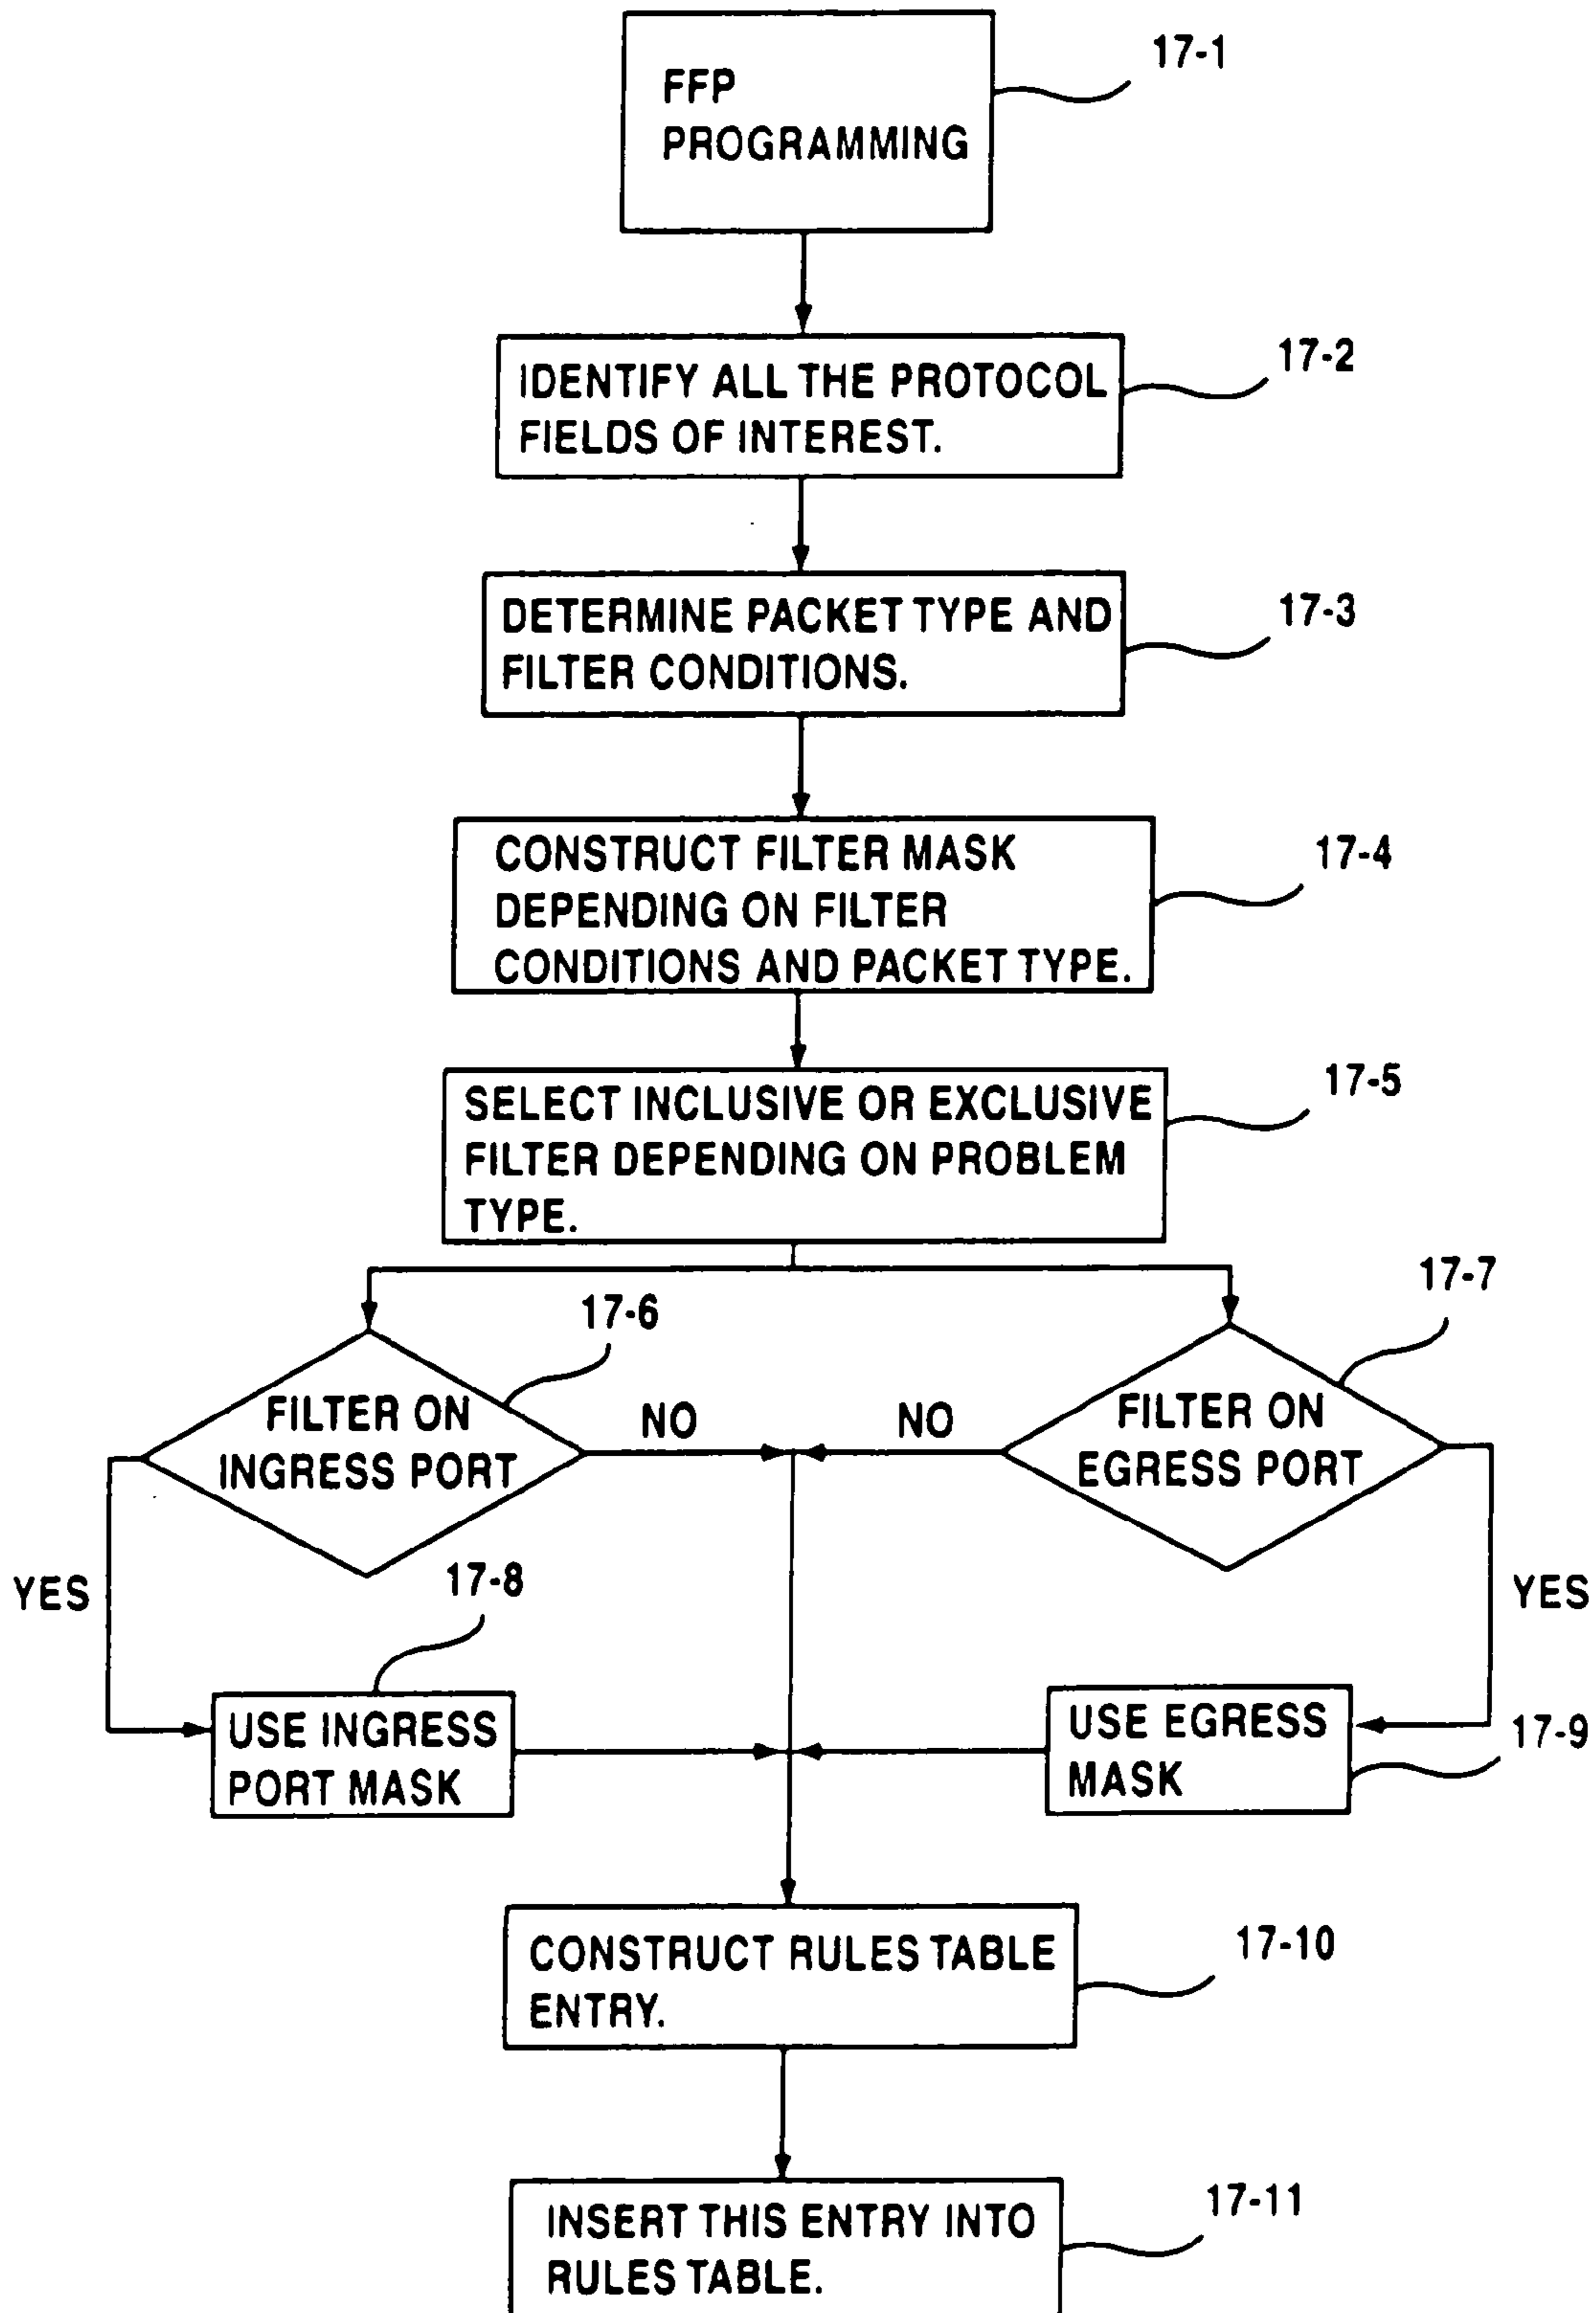 FFP
PROGRAMMING
17-1
IDENTIFY ALL THE PROTOCOL
FIELDS OF INTEREST.
17-2
DETERMINE PACKET TYPE AND
FILTER CONDITIONS.
17-3
CONSTRUCT FILTER MASK
DEPENDING ON FILTER
CONDITIONS AND PACKET TYPE.
17-4
SELECT INCLUSIVE OR EXCLUSIVE
FILTER DEPENDING ON PROBLEM
TYPE.
17-5
17-6
17-7
FILTER ON
INGRESS PORT
NO
NO
FILTER ON
EGRESS PORT
YES
17-8
YES
USE INGRESS
PORT MASK
USE EGRESS
MASK
17-9
CONSTRUCT RULES TABLE
ENTRY.
17-10
INSERT THIS ENTRY INTO
RULES TABLE.
17-11